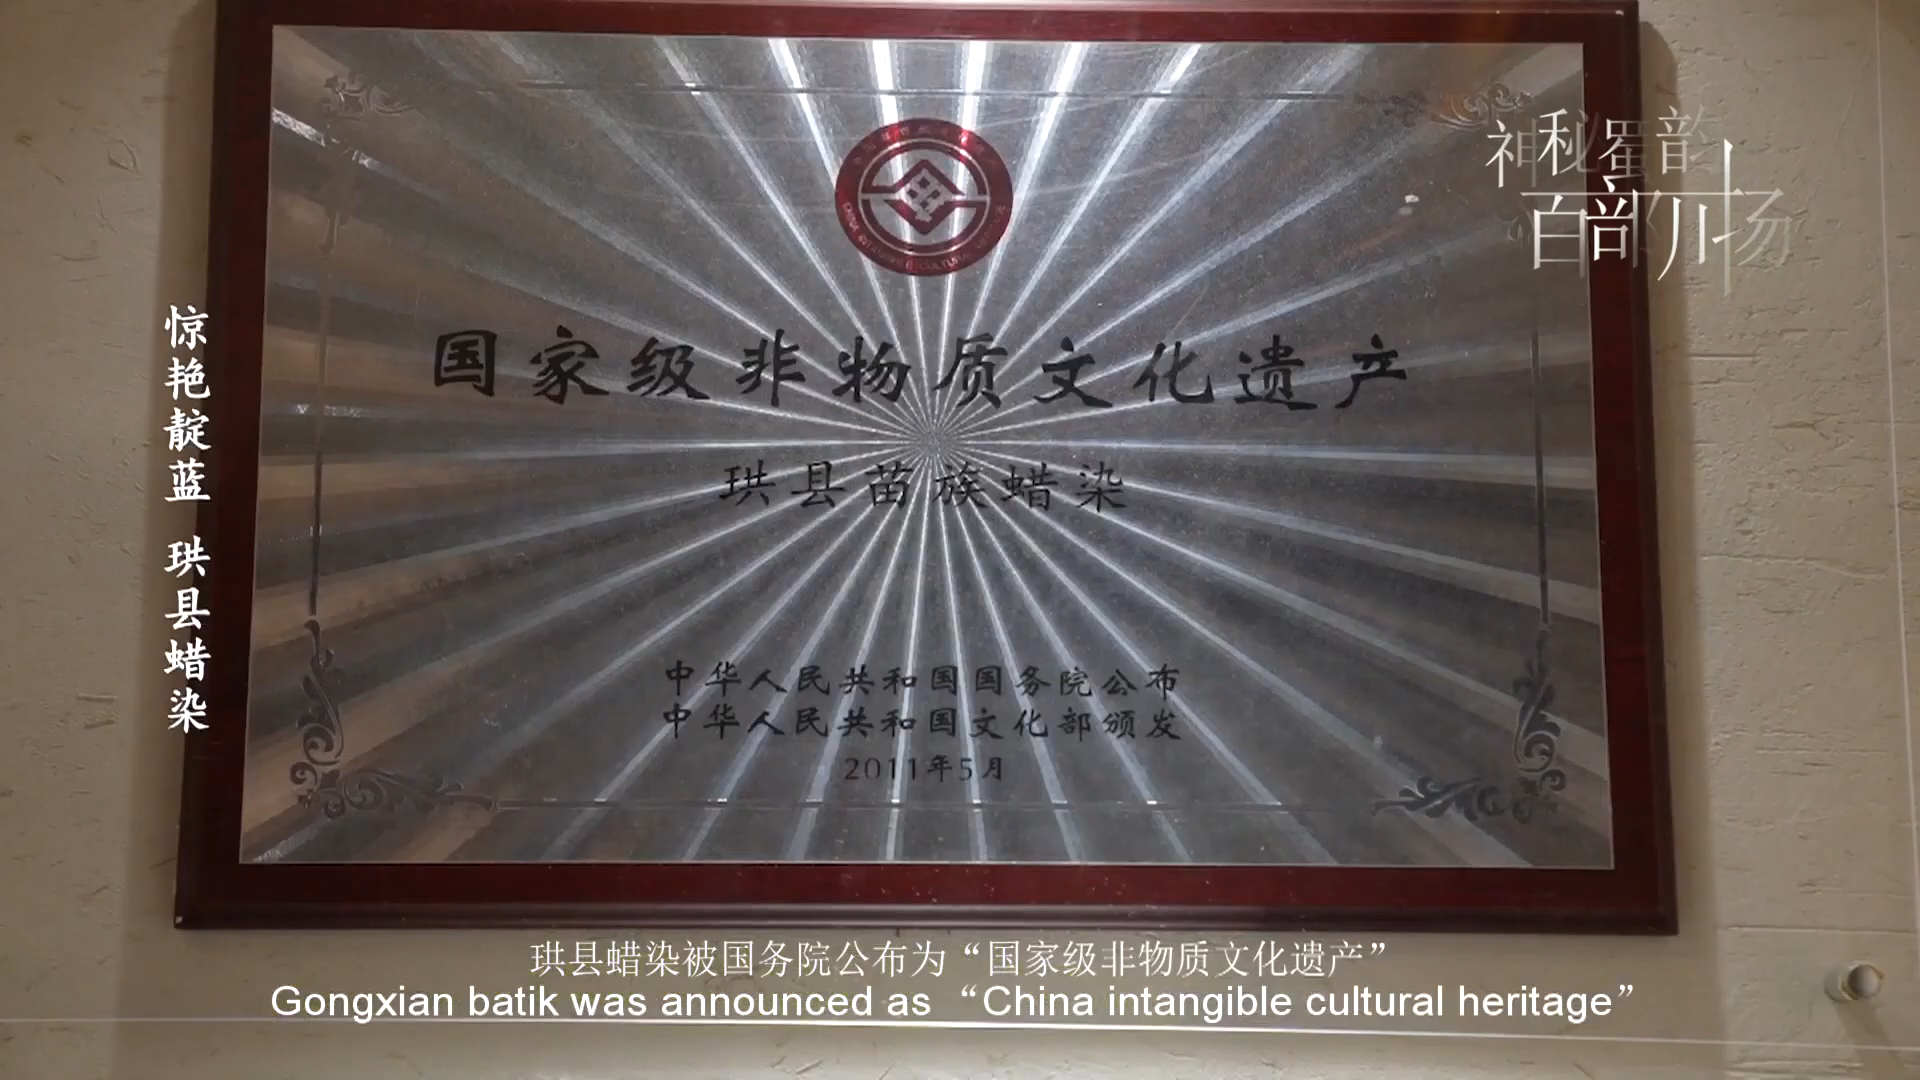 神秘蜀韵
百部川扬
国家级非物质文化遗产
珙县苗族蜡染
中华人民共和国国务院公布
中华人民共和国文化部颁发
2011年5月
惊艳靛蓝 珙县蜡染
珙县蜡染被国务院公布为“国家级非物质文化遗产”
Gongxian batik was announced as “China intangible cultural heritage”